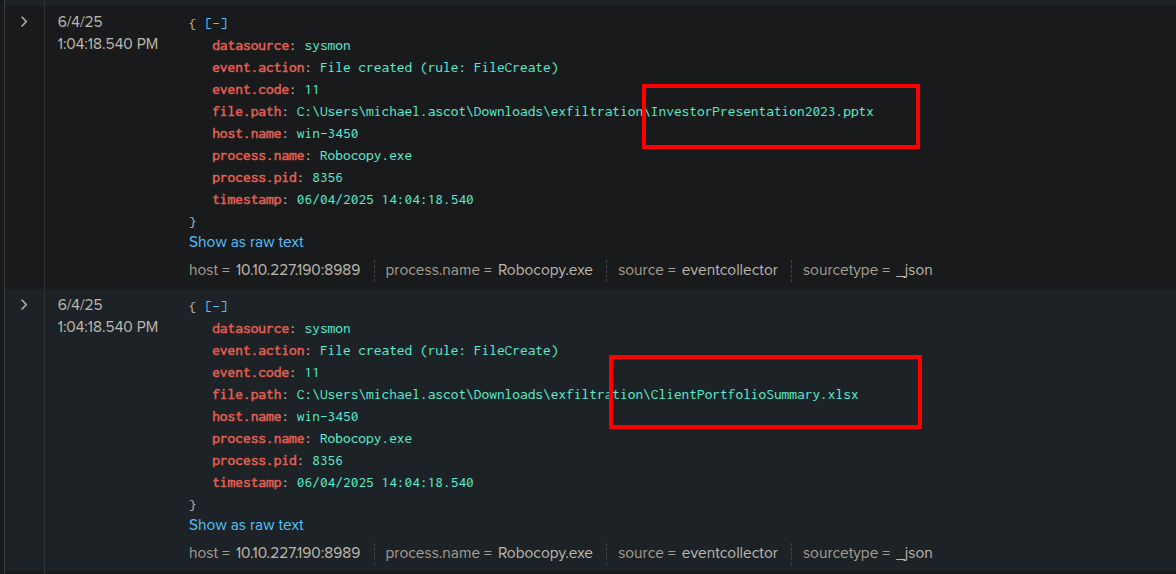 6/4/25
1:04:18.540 PM
{ [-]
datasource: sysmon
event.action: File created (rule: FileCreate)
event.code: 11
file.path: C:\Users\michael.ascot\Downloads\exfiltration\InvestorPresentation2023.pptx
host.name: win-3450
process.name: Robocopy.exe
process.pid: 8356
timestamp: 06/04/2025 14:04:18.540
}
Show as raw text
host = 10.10.227.190:8989 process.name = Robocopy.exe source = eventcollector sourcetype = _json
6/4/25
1:04:18.540 PM
{ [-]
datasource: sysmon
event.action: File created (rule: FileCreate)
event.code: 11
file.path: C:\Users\michael.ascot\Downloads\exfiltration\ClientPortfolioSummary.xlsx
host.name: win-3450
process.name: Robocopy.exe
process.pid: 8356
timestamp: 06/04/2025 14:04:18.540
}
Show as raw text
host = 10.10.227.190:8989 process.name = Robocopy.exe source = eventcollector sourcetype = _json